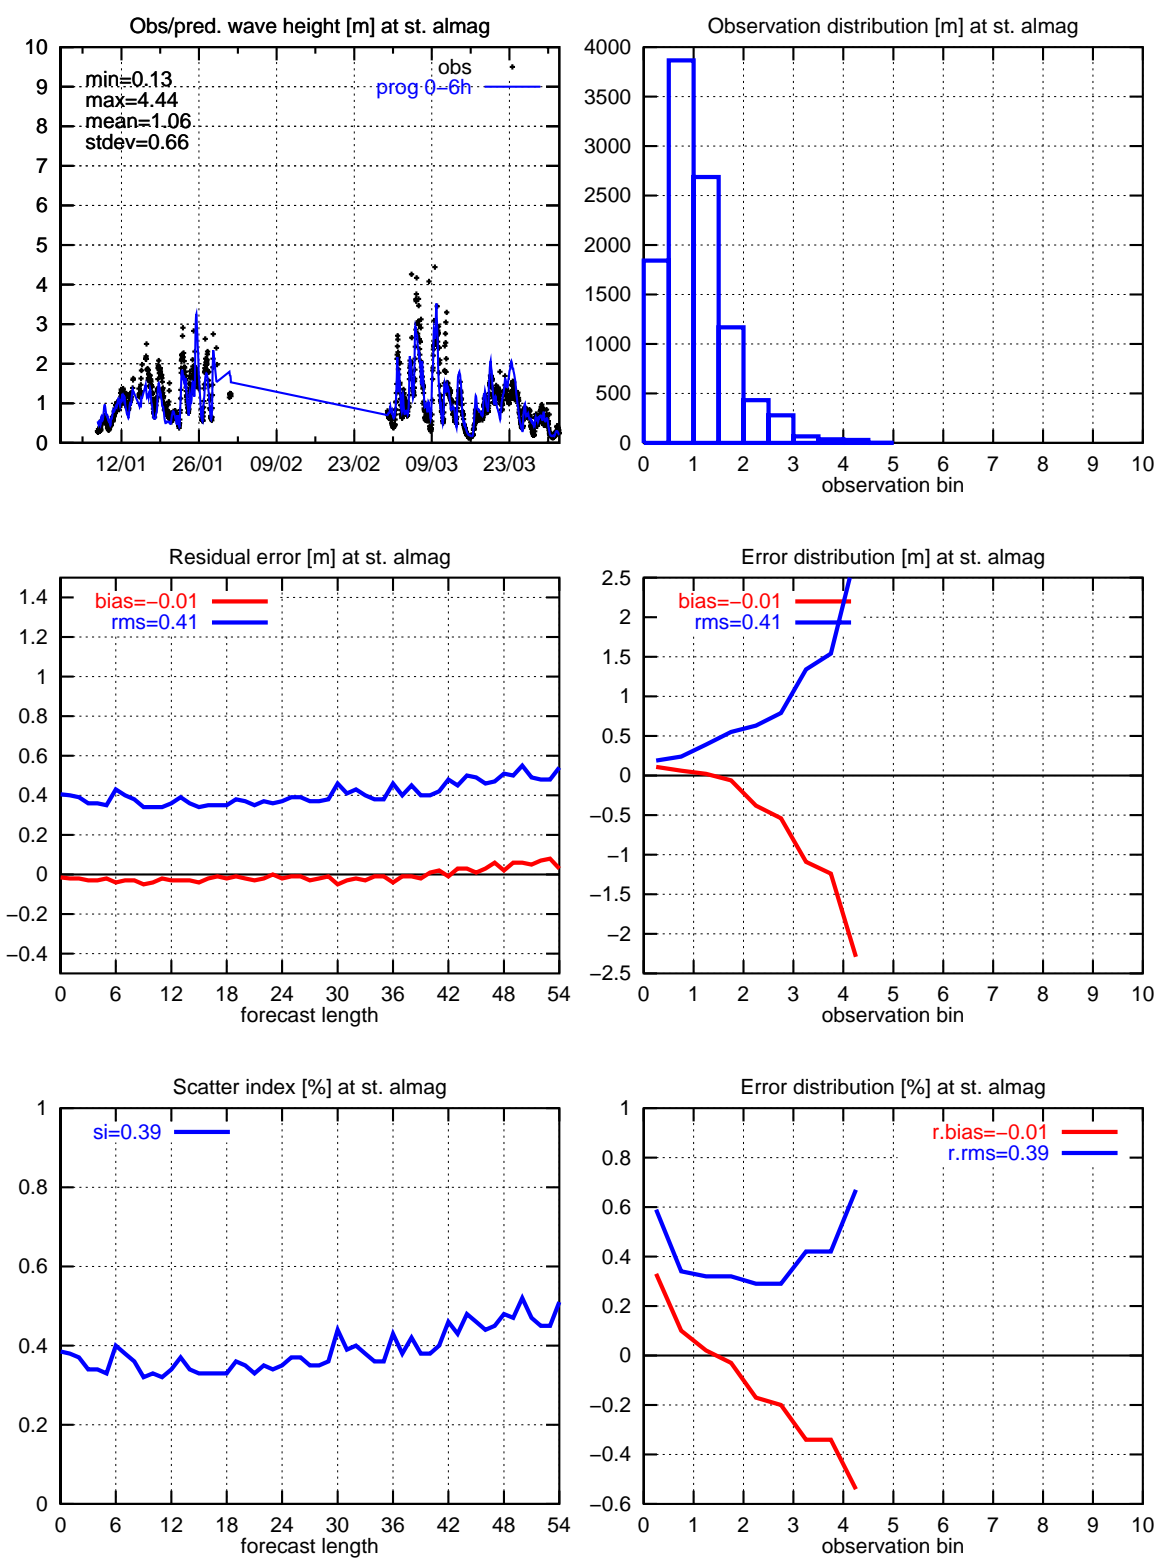 Obs/pred. wave height [m] at st. almag
10
9
8
7
6
5
4
3
2
1
0
min=0.13
max=4.44
mean=1.06
stdev=0.66
obs
prog 0−6h
12/01 26/01 09/02 23/02 09/03 23/03
Observation distribution [m] at st. almag
4000
3500
3000
2500
2000
1500
1000
500
0
0 1 2 3 4 5 6 7 8 9 10
observation bin
Residual error [m] at st. almag
1.4
1.2
1
0.8
0.6
0.4
0.2
0
−0.2
−0.4
bias=−0.01
rms=0.41
0 6 12 18 24 30 36 42 48 54
forecast length
Error distribution [m] at st. almag
2.5
2
1.5
1
0.5
0
−0.5
−1
−1.5
−2
−2.5
bias=−0.01
rms=0.41
0 1 2 3 4 5 6 7 8 9 10
observation bin
Scatter index [%] at st. almag
1
0.8
0.6
0.4
0.2
0
si=0.39
0 6 12 18 24 30 36 42 48 54
forecast length
Error distribution [%] at st. almag
1
0.8
0.6
0.4
0.2
0
−0.2
−0.4
−0.6
r.bias=−0.01
r.rms=0.39
0 1 2 3 4 5 6 7 8 9 10
observation bin